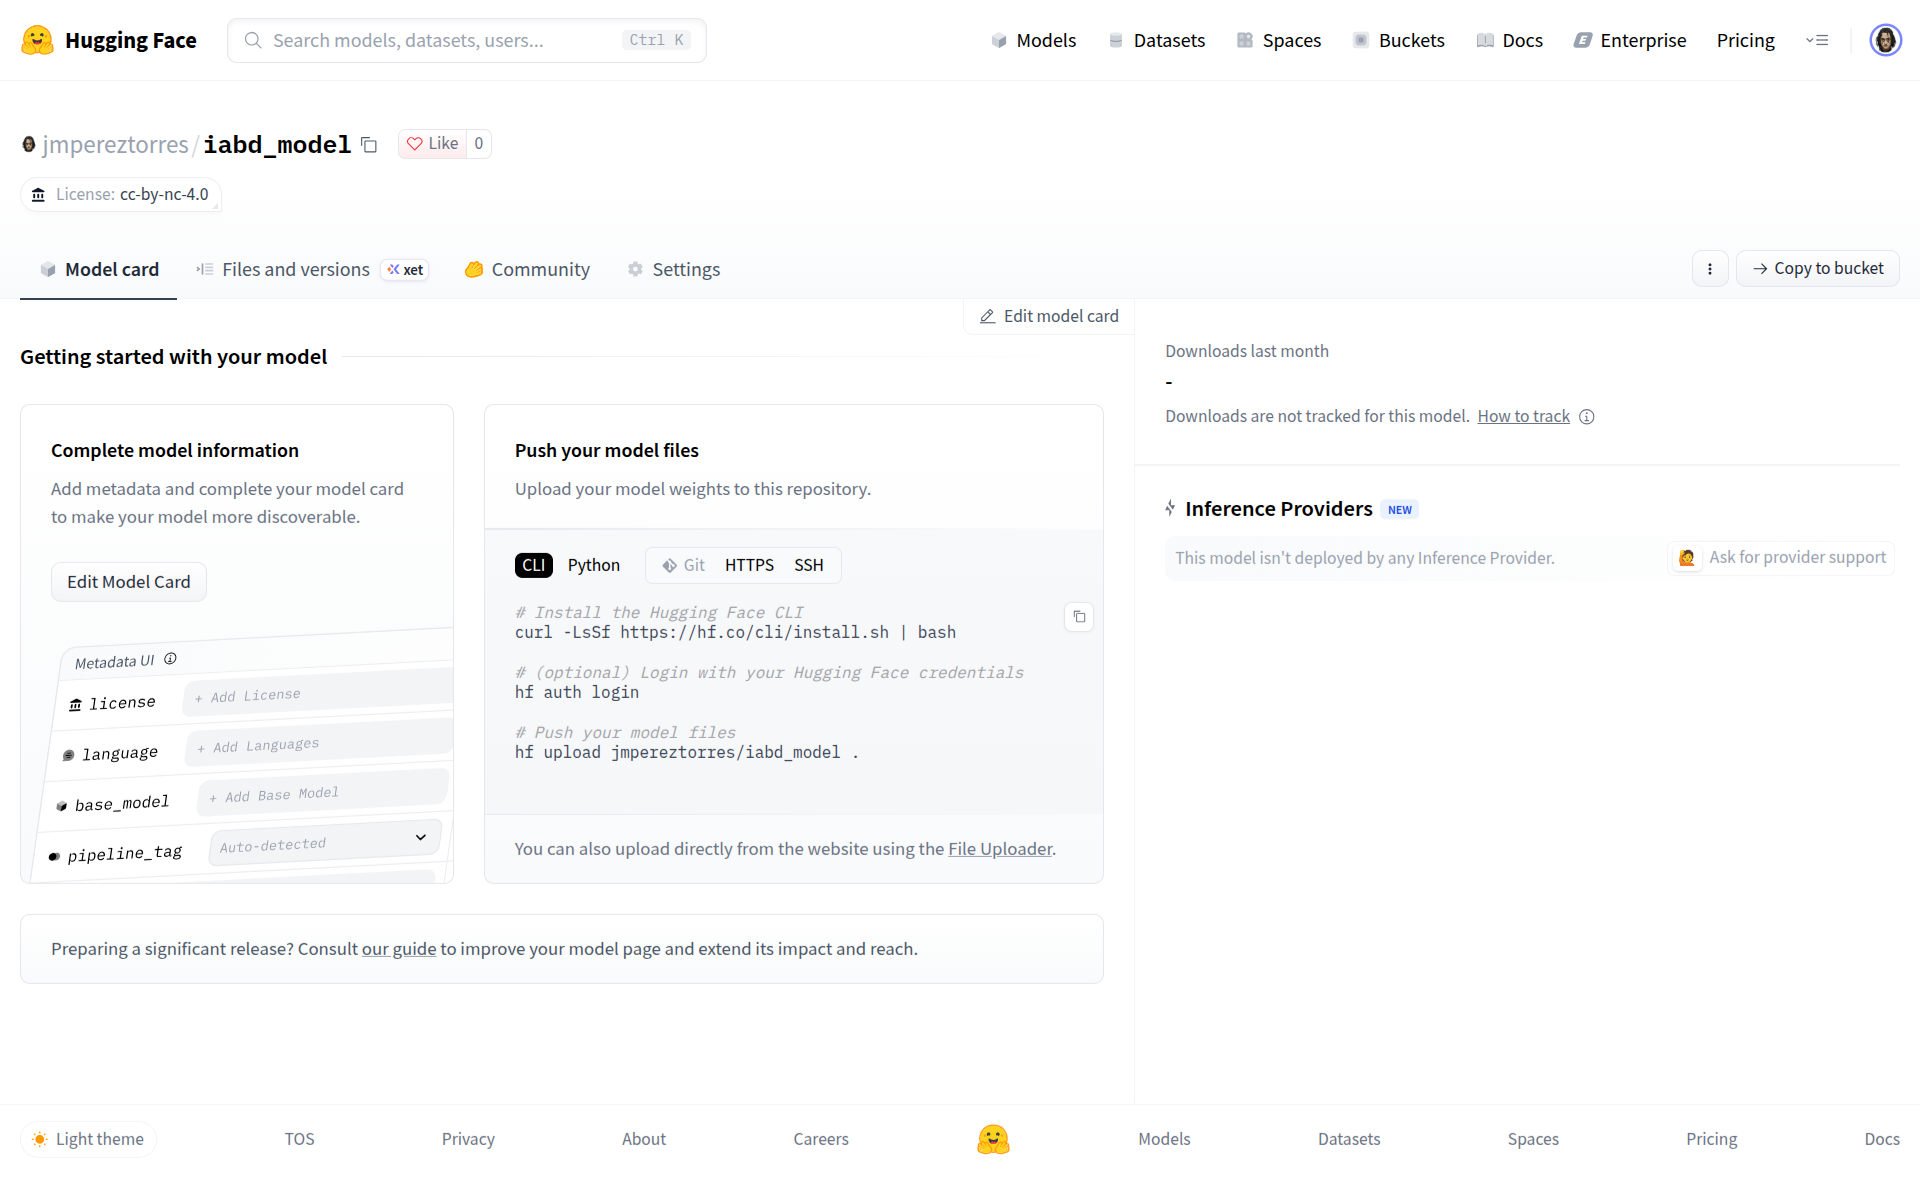 Hugging Face
Search models, datasets, users...
Ctrl K
Models
Datasets
Spaces
Buckets
Docs
Enterprise
Pricing
jmpereztorres/iabd_model
Like
0
License: cc-by-nc-4.0
Model card
Files and versions
xet
Community
Settings
Copy to bucket
Edit model card
Getting started with your model
Complete model information
Add metadata and complete your model card
to make your model more discoverable.
Edit Model Card
Metadata UI
license
+ Add License
language
+ Add Languages
base_model
+ Add Base Model
pipeline_tag
Auto-detected
Push your model files
Upload your model weights to this repository.
CLI
Python
Git
HTTPS
SSH
# Install the Hugging Face CLI
curl -LsSf https://hf.co/cli/install.sh | bash
# (optional) Login with your Hugging Face credentials
hf auth login
# Push your model files
hf upload jmpereztorres/iabd_model .
You can also upload directly from the website using the File Uploader.
Preparing a significant release? Consult our guide to improve your model page and extend its impact and reach.
Downloads last month
-
Downloads are not tracked for this model. How to track
Inference Providers
NEW
This model isn't deployed by any Inference Provider.
Ask for provider support
Light theme
TOS
Privacy
About
Careers
Models
Datasets
Spaces
Pricing
Docs